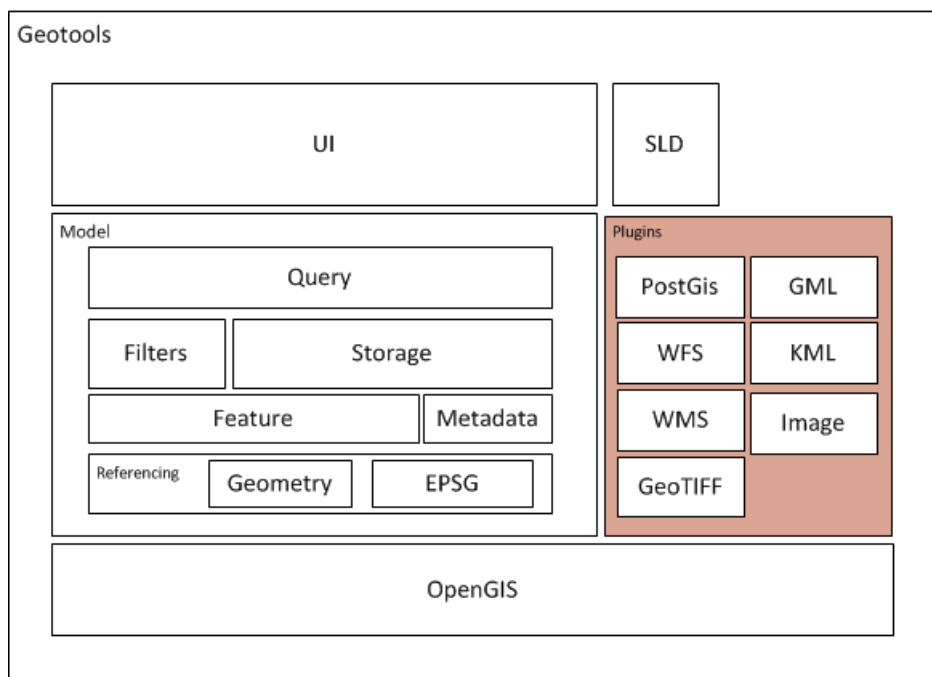 Geotools
UI
SLD
Model
Query
Filters
Storage
Feature
Metadata
Referencing
Geometry
EPSG
Plugins
PostGis
GML
WFS
KML
WMS
Image
GeoTIFF
OpenGIS